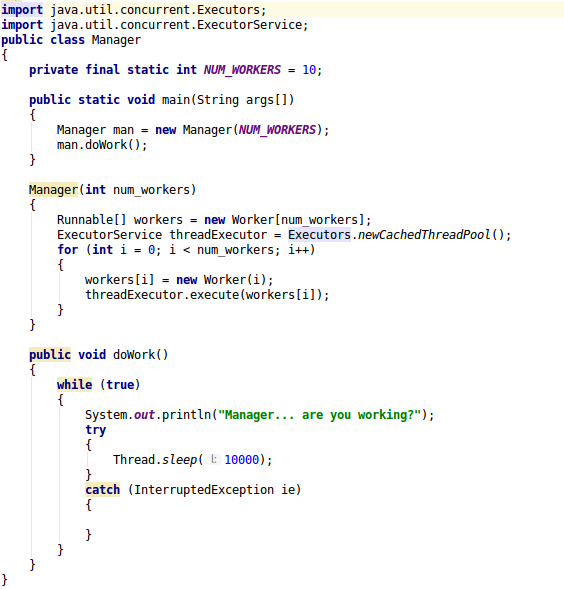 import java.util.concurrent.Executors;
import java.util.concurrent.ExecutorService;
public class Manager
{
    private final static int NUM_WORKERS = 10;

    public static void main(String args[])
    {
        Manager man = new Manager(NUM_WORKERS);
        man.doWork();
    }

    Manager(int num_workers)
    {
        Runnable[] workers = new Worker[num_workers];
        ExecutorService threadExecutor = Executors.newCachedThreadPool();
        for (int i = 0; i < num_workers; i++)
        {
            workers[i] = new Worker(i);
            threadExecutor.execute(workers[i]);
        }
    }

    public void doWork()
    {
        while (true)
        {
            System.out.println("Manager... are you working?");
            try
            {
                Thread.sleep( l: 10000);
            }
            catch (InterruptedException ie)
            {

            }
        }
    }
}